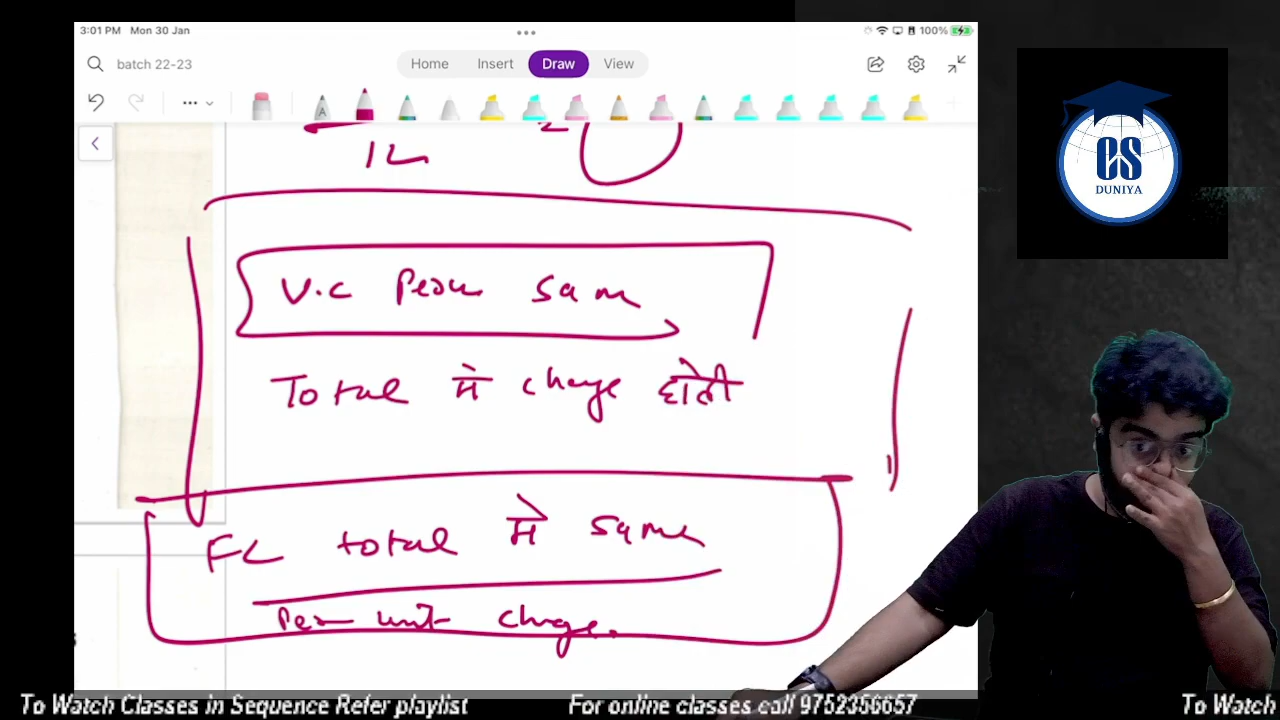 3:01 PM Mon 30 Jan
100%
batch 22-23
Home Insert Draw View
A
12
V.C Per u Same
Total में change होती
FC total में same
Per unit change.
CS
DUNIYA
To Watch Classes in Sequence Refer playlist For online classes call 9752356657 To Watch